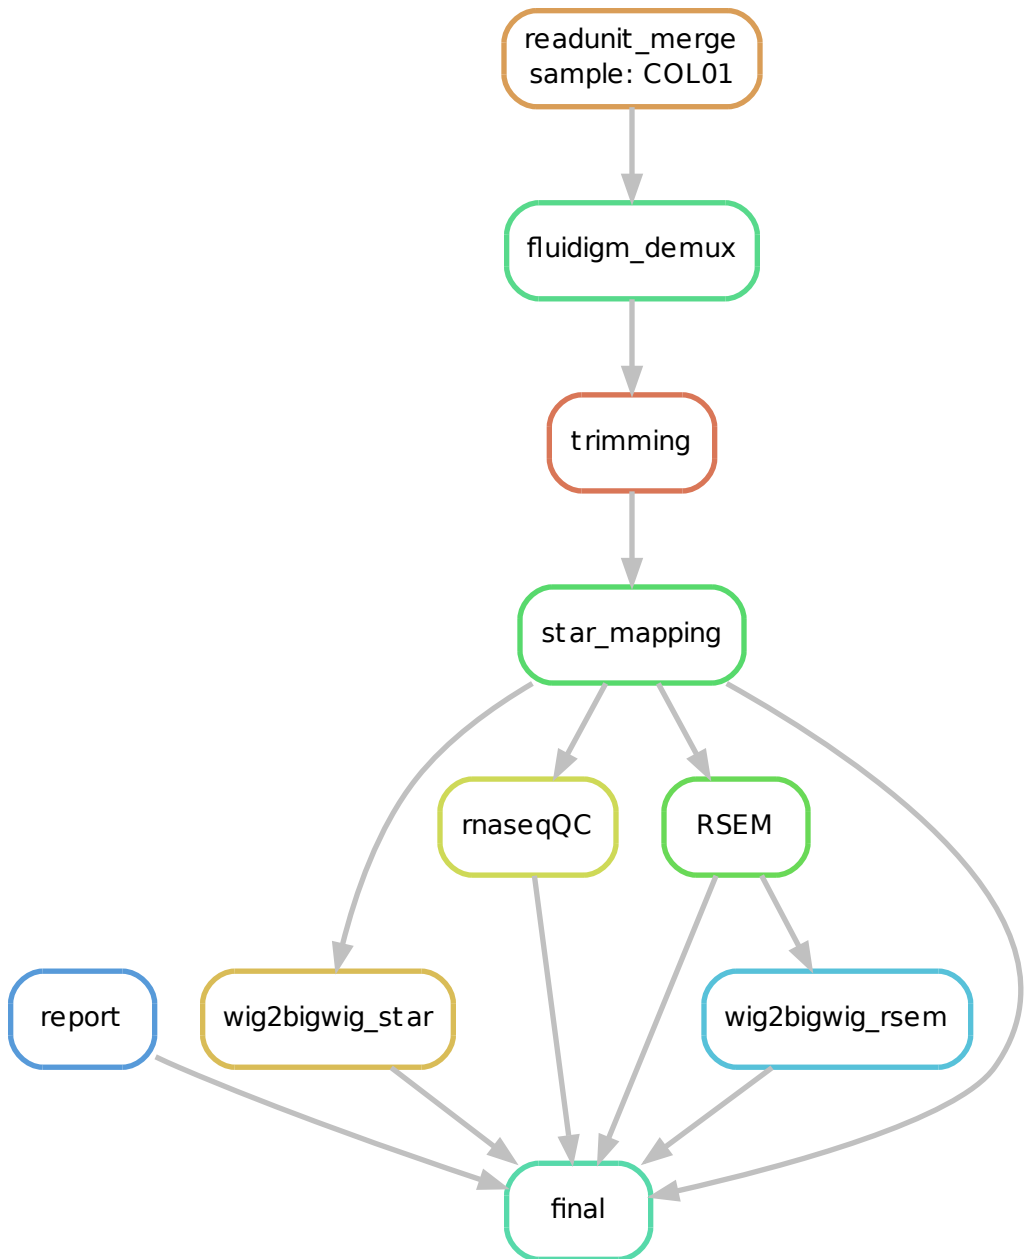 readunit_merge
sample: COL01
fluidigm_demux
trimming
star_mapping
rnaseqQC
RSEM
report
wig2bigwig_star
wig2bigwig_rsem
final